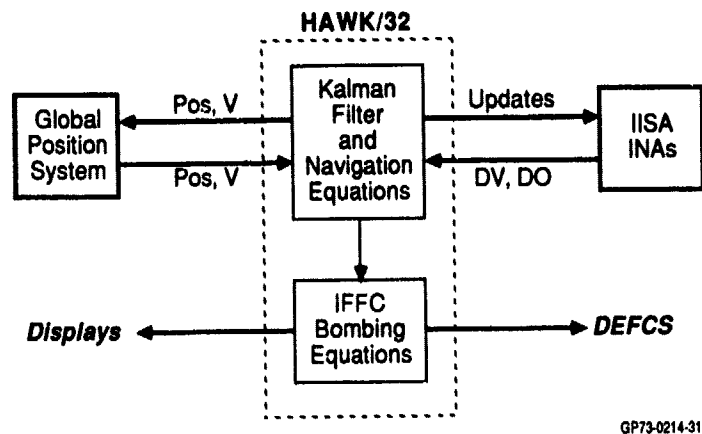 HAWK/32
Global
Position
System
Pos, V
Pos, V
Kalman
Filter
and
Navigation
Equations
Updates
DV, DO
IISA
INAs
IFFC
Bombing
Equations
Displays
DEFCS
GP73-0214-31